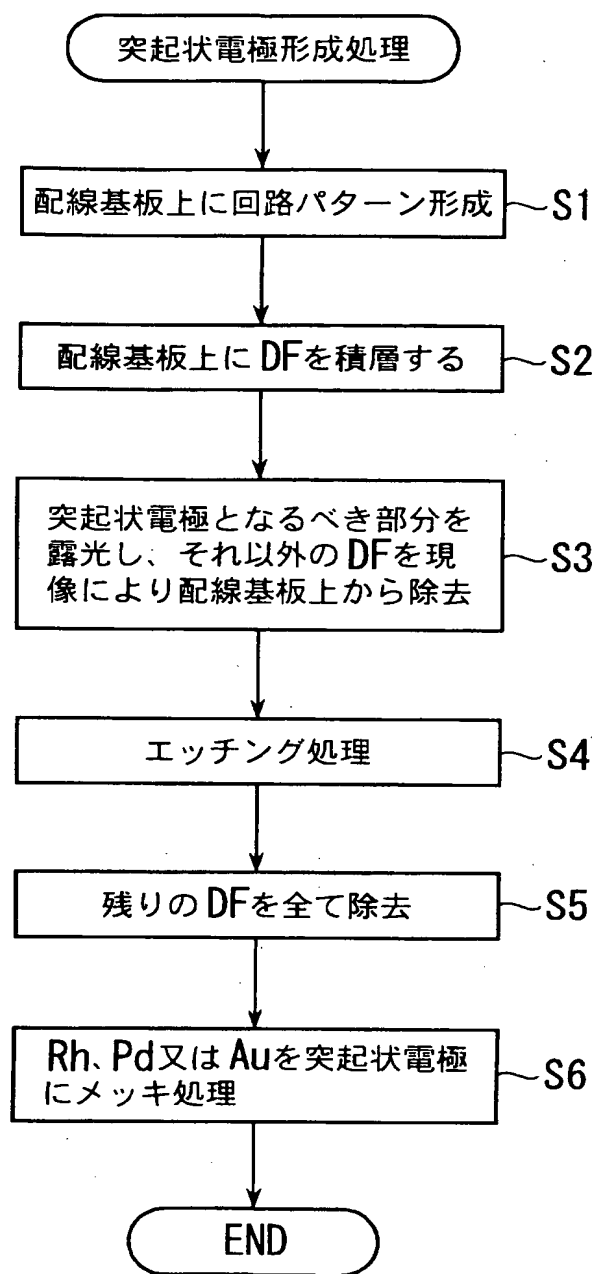 突起状電極形成処理
配線基板上に回路パターン形成
S1
配線基板上にDFを積層する
S2
突起状電極となるべき部分を
露光し、それ以外のDFを現
像により配線基板上から除去
S3
エッチング処理
S4
残りのDFを全て除去
S5
Rh、Pd又はAuを突起状電極
にメッキ処理
S6
END